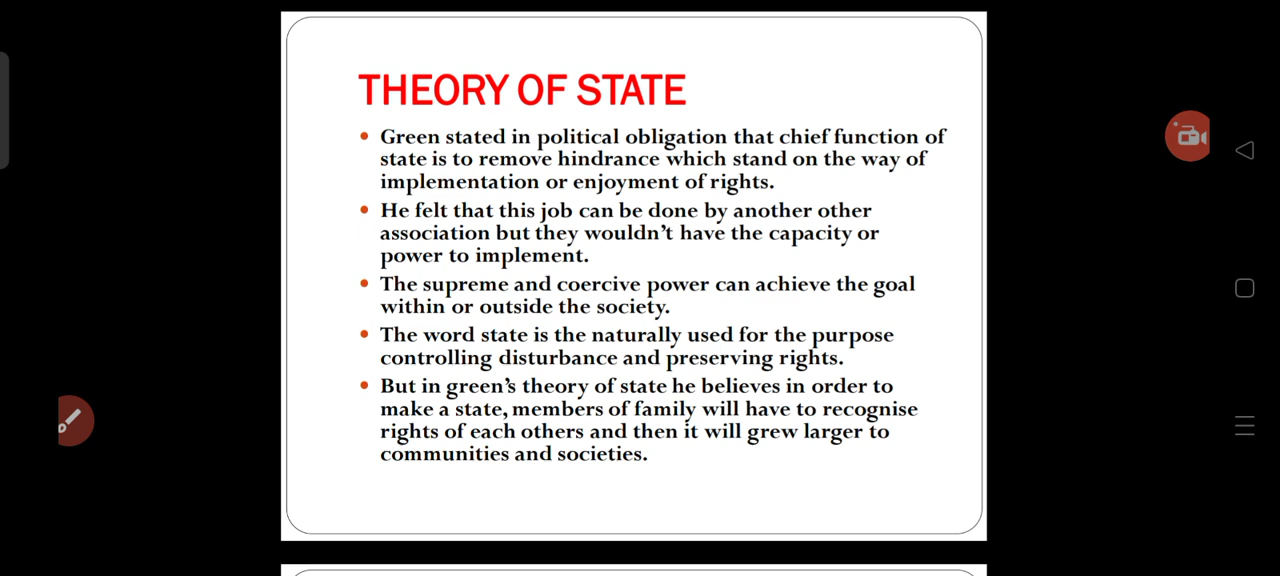 THEORY OF STATE
• Green stated in political obligation that chief function of
state is to remove hindrance which stand on the way of
implementation or enjoyment of rights.
• He felt that this job can be done by another other
association but they wouldn't have the capacity or
power to implement.
• The supreme and coercive power can achieve the goal
within or outside the society.
• The word state is the naturally used for the purpose
controlling disturbance and preserving rights.
• But in green's theory of state he believes in order to
make a state, members of family will have to recognise
rights of each others and then it will grew larger to
communities and societies.